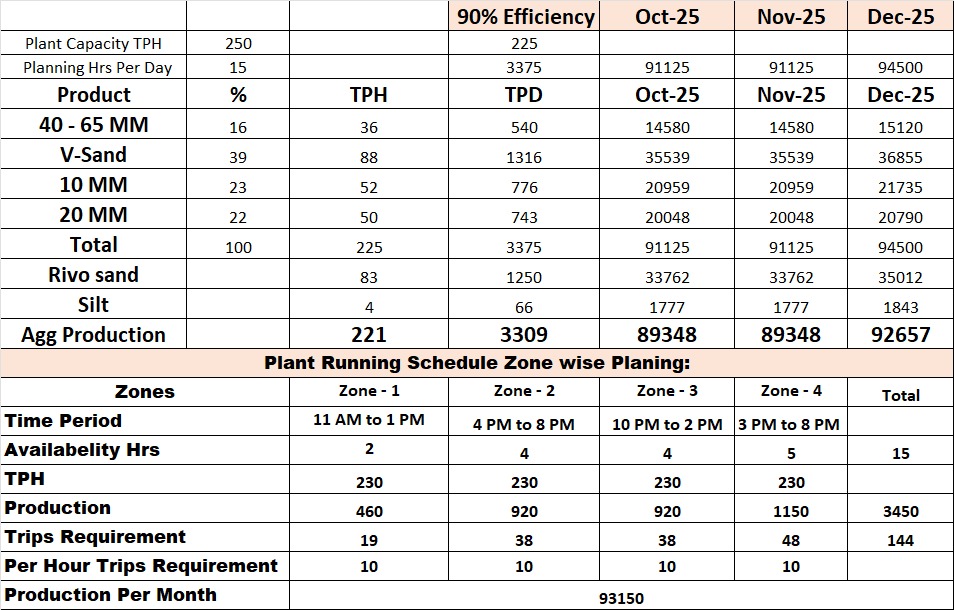 90% Efficiency Oct-25 Nov-25 Dec-25
Plant Capacity TPH 250 225
Planning Hrs Per Day 15 3375 91125 91125 94500
Product % TPH TPD Oct-25 Nov-25 Dec-25
40 - 65 MM 16 36 540 14580 14580 15120
V-Sand 39 88 1316 35539 35539 36855
10 MM 23 52 776 20959 20959 21735
20 MM 22 50 743 20048 20048 20790
Total 100 225 3375 91125 91125 94500
Rivo sand 83 1250 33762 33762 35012
Silt 4 66 1777 1777 1843
Agg Production 221 3309 89348 89348 92657
Plant Running Schedule Zone wise Planing:
Zones Zone - 1 Zone - 2 Zone - 3 Zone - 4 Total
Time Period 11 AM to 1 PM 4 PM to 8 PM 10 PM to 2 PM 3 PM to 8 PM
Availabelity Hrs 2 4 4 5 15
TPH 230 230 230 230
Production 460 920 920 1150 3450
Trips Requirement 19 38 38 48 144
Per Hour Trips Requirement 10 10 10 10
Production Per Month 93150